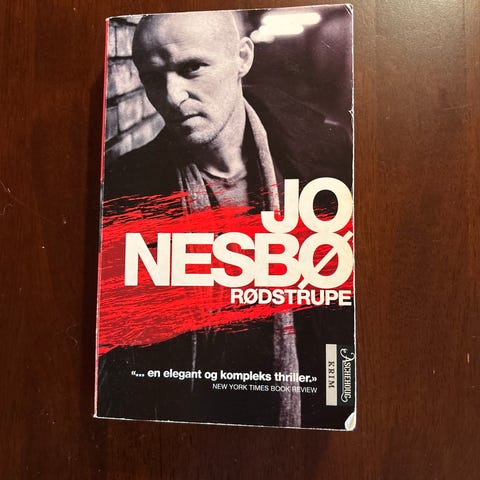 JO
NESBØ
RØDSTRUPE
«... en elegant og kompleks thriller.»
NEW YORK TIMES BOOK REVIEW
KRIM
ASCHEHOUG